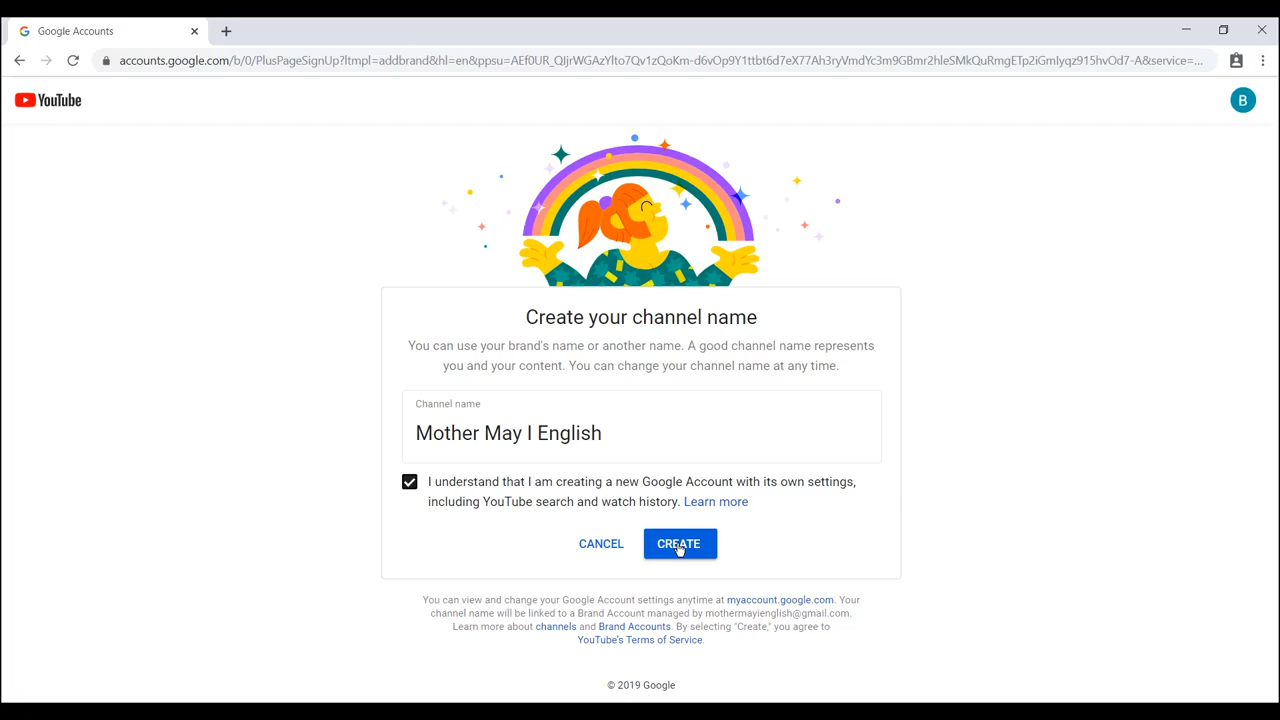 Google Accounts
accounts.google.com/b/0/PlusPageSignUp?ltmpl=addbrand&hl=en&ppsu=
YouTube
B
Create your channel name
You can use your brand's name or another name. A good channel name represents
you and your content. You can change your channel name at any time.
Channel name
Mother May I English
I understand that I am creating a new Google Account with its own settings,
including YouTube search and watch history. Learn more
CANCEL CREATE
You can view and change your Google Account settings anytime at myaccount.google.com. Your
channel name will be linked to a Brand Account managed by mothermayienglish@gmail.com.
Learn more about channels and Brand Accounts. By selecting "Create," you agree to
YouTube's Terms of Service.
© 2019 Google